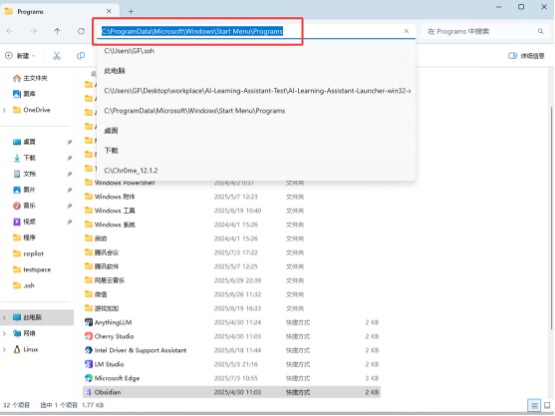 Programs
C:\ProgramData\Microsoft\Windows\Start Menu\Programs
在 Programs 中搜索
新建
详细信息
C:\Users\GF\.ssh
此电脑
C:\Users\GF\Desktop\workplace\AI-Learning-Assistant-Test\AI-Learning-Assistant-Launcher-win32-x
C:\ProgramData\Microsoft\Windows\Start Menu\Programs
桌面
下载
C:\Chr0me_12.1.2
主文件夹
图库
OneDrive
桌面
下载
文档
图片
音乐
视频
程序
copilot
testspace
.ssh
此电脑
网络
Linux
名
Windows PowerShell 2024/4/2 0:37 文件夹
Windows 附件 2025/5/7 12:23 文件夹
Windows 工具 2025/6/19 10:40 文件夹
Windows 系统 2024/4/1 15:26 文件夹
启动 2024/4/1 15:26 文件夹
腾讯会议 2025/7/3 17:22 文件夹
腾讯软件 2025/5/7 12:25 文件夹
网易云音乐 2025/6/29 22:39 文件夹
微信 2025/6/26 11:32 文件夹
游戏加加 2025/6/19 16:33 文件夹
AnythingLLM 2025/4/30 11:24 快捷方式 2 KB
Cherry Studio 2025/4/30 11:03 快捷方式 2 KB
Intel Driver & Support Assistant 2025/6/18 11:44 快捷方式 2 KB
LM Studio 2025/5/3 21:16 快捷方式 2 KB
Microsoft Edge 2025/7/3 10:55 快捷方式 3 KB
Obsidian 2025/4/30 11:03 快捷方式 2 KB
32 个项目 选中 1 个项目 1.77 KB